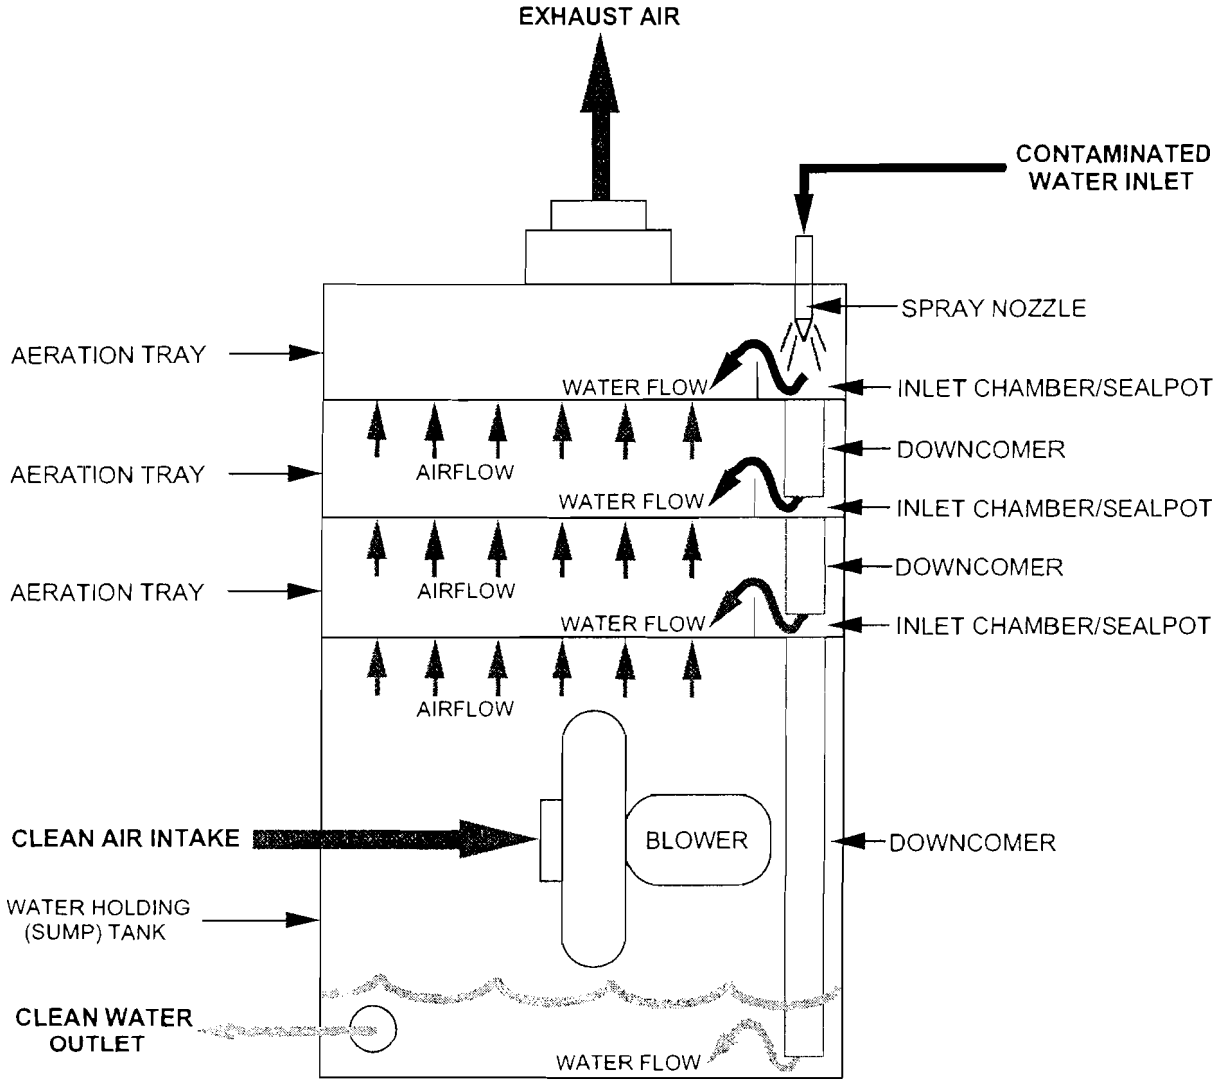 EXHAUST AIR
CONTAMINATED
WATER INLET
SPRAY NOZZLE
AERATION TRAY
WATER FLOW
INLET CHAMBER/SEALPOT
DOWNCOMER
AIRFLOW
AERATION TRAY
WATER FLOW
INLET CHAMBER/SEALPOT
DOWNCOMER
AIRFLOW
AERATION TRAY
WATER FLOW
INLET CHAMBER/SEALPOT
AIRFLOW
CLEAN AIR INTAKE
BLOWER
DOWNCOMER
WATER HOLDING
(SUMP) TANK
CLEAN WATER
OUTLET
WATER FLOW